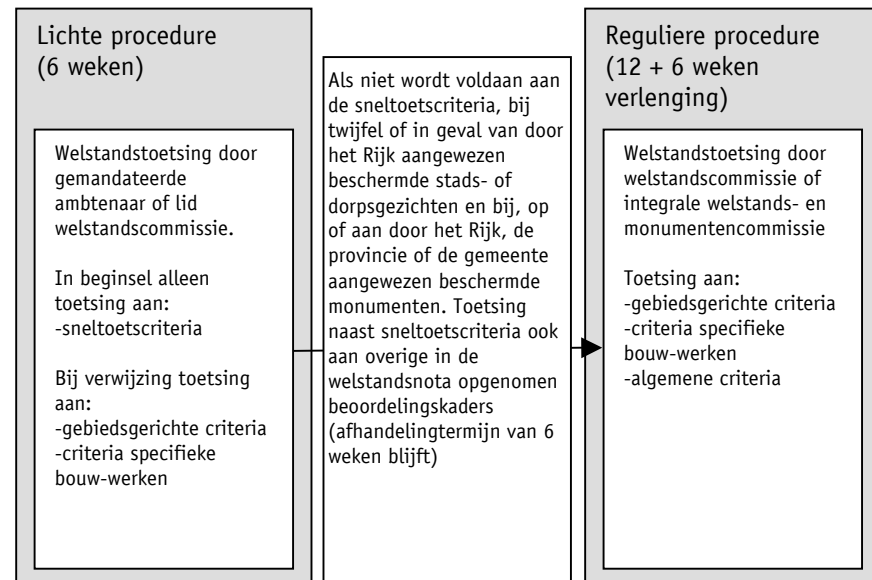 Lichte procedure
(6 weken)
Welstandstoetsing door
gemandateerde
ambtenaar of lid
welstandscommissie.
In beginsel alleen
toetsing aan:
-sneltoetscriteria
Bij verwijzing toetsing
aan:
-gebiedsgerichte criteria
-criteria specifieke
bouw-werken
Als niet wordt voldaan aan
de sneltoetscriteria, bij
twijfel of in geval van door
het Rijk aangewezen
beschermde stads- of
dorpsgezichten en bij, op
of aan door het Rijk, de
provincie of de gemeente
aangewezen beschermde
monumenten. Toetsing
naast sneltoetscriteria ook
aan overige in de
welstandsnota opgenomen
beoordelingskaders
(afhandelingtermijn van 6
weken blijft)
Reguliere procedure
(12 + 6 weken
verlenging)
Welstandstoetsing door
welstandscommissie of
integrale welstands- en
monumentencommissie
Toetsing aan:
-gebiedsgerichte criteria
-criteria specifieke
bouw-werken
-algemene criteria